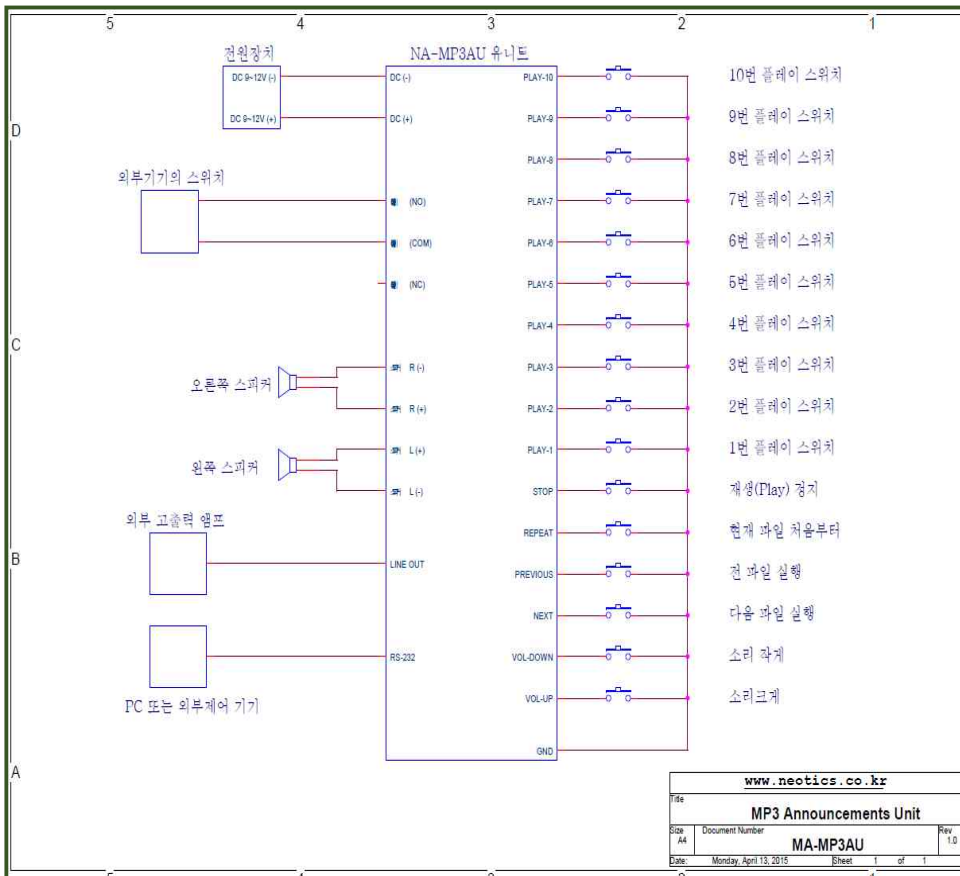 5 4 3 2 1
전원장치
DC 9~12V (-)
DC 9~12V (+)
외부기기의 스위치
오른쪽 스피커
왼쪽 스피커
외부 고출력 앰프
PC 또는 외부제어 기기
NA-MP3AU 유니트
DC (-)
DC (+)
(NO)
(COM)
(NC)
R (-)
R (+)
L (+)
L (-)
LINE OUT
RS-232
PLAY-10
PLAY-9
PLAY-8
PLAY-7
PLAY-6
PLAY-5
PLAY-4
PLAY-3
PLAY-2
PLAY-1
STOP
REPEAT
PREVIOUS
NEXT
VOL-DOWN
VOL-UP
GND
10번 플레이 스위치
9번 플레이 스위치
8번 플레이 스위치
7번 플레이 스위치
6번 플레이 스위치
5번 플레이 스위치
4번 플레이 스위치
3번 플레이 스위치
2번 플레이 스위치
1번 플레이 스위치
재생(Play) 정지
현재 파일 처음부터
전 파일 실행
다음 파일 실행
소리 작게
소리크게
D
C
B
A
www.neotics.co.kr
Title
MP3 Announcements Unit
Size
A4
Document Number
MA-MP3AU
Rev
1.0
Date: Monday, April 13, 2015 Sheet 1 of 1